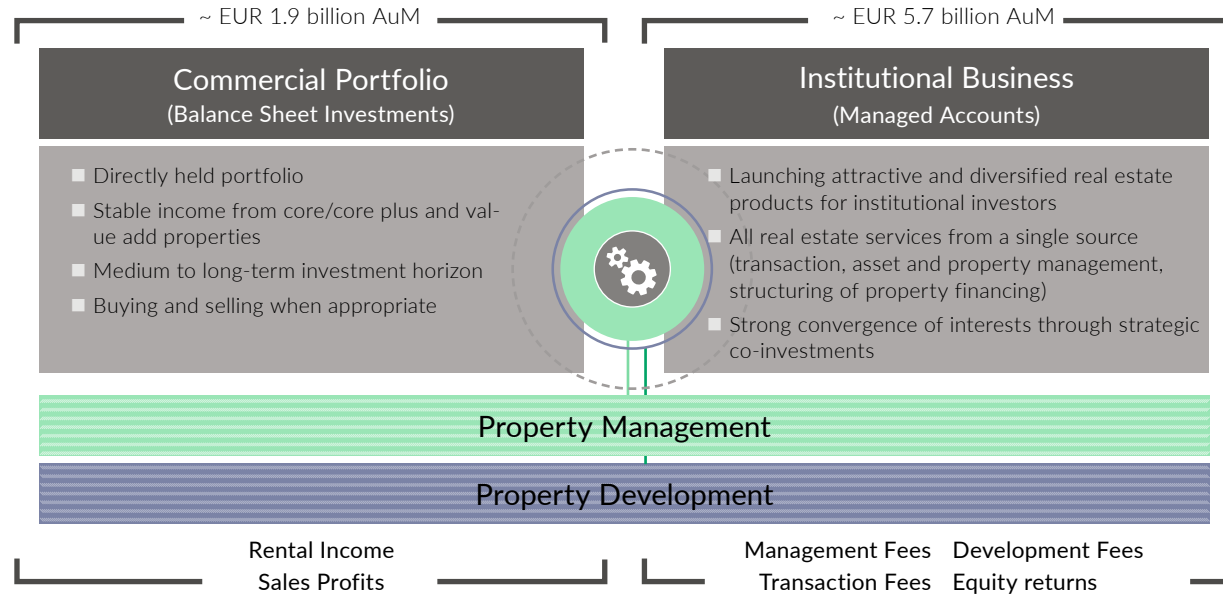 ~ EUR 1.9 billion AuM
Commercial Portfolio
(Balance Sheet Investments)
Directly held portfolio
Stable income from core/core plus and val-
ue add properties
Medium to long-term investment horizon
Buying and selling when appropriate
~ EUR 5.7 billion AuM
Institutional Business
(Managed Accounts)
Launching attractive and diversified real estate
products for institutional investors
All real estate services from a single source
(transaction, asset and property management,
structuring of property financing)
Strong convergence of interests through strategic
co-investments
Property Management
Property Development
Rental Income
Sales Profits
Management Fees Development Fees
Transaction Fees Equity returns